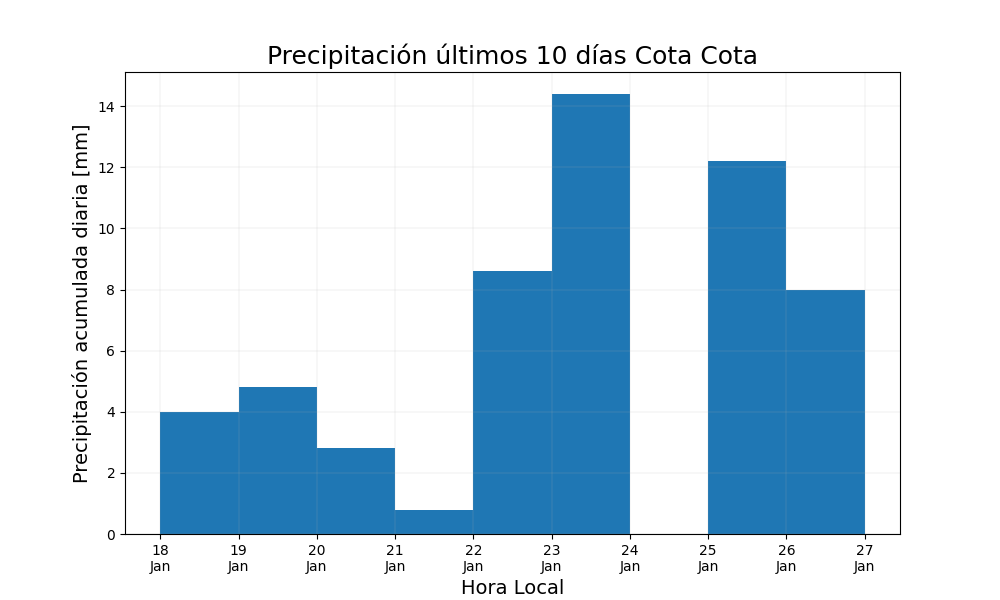 Precipitación últimos 10 días Cota Cota
Precipitación acumulada diaria [mm]
14
12
10
8
6
4
2
0
18 19 20 21 22 23 24 25 26 27
Jan Jan Jan Jan Jan Jan Jan Jan Jan Jan
Hora Local